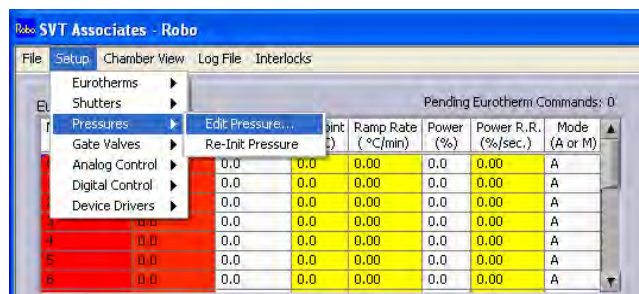 Robo SVT Associates - Robo
File Setup Chamber View Log File Interlocks
Eurotherms
Shutters Pending Eurotherm Commands: 0
Pressures Edit Pressure... Ramp Rate Power Power R.R. Mode
Gate Valves Re-Init Pressure (°C/min) (%) (%/sec.) (A or M)
Analog Control 0.0 0.0 0.00 0.0 0.00 A
Digital Control 0.0 0.0 0.00 0.0 0.00 A
Device Drivers 0.0 0.0 0.00 0.0 0.00 A
3 0.0 0.0 0.0 0.00 0.0 0.00 A
4 0.0 0.0 0.0 0.00 0.0 0.00 A
5 0.0 0.0 0.0 0.00 0.0 0.00 A
6 0.0 0.0 0.0 0.00 0.0 0.00 A